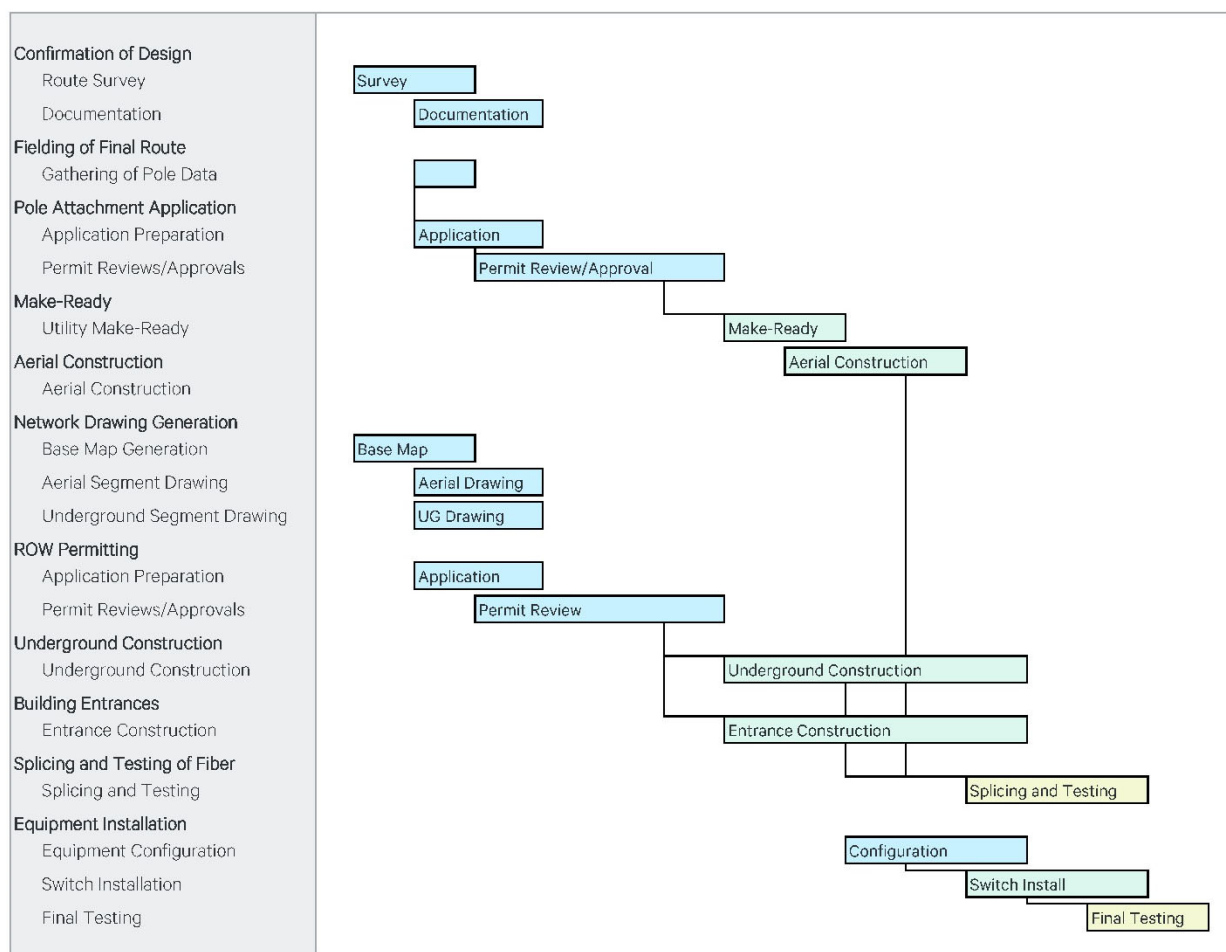 Confirmation of Design
Route Survey
Survey
Documentation
Documentation
Fielding of Final Route
Gathering of Pole Data
Pole Attachment Application
Application Preparation
Application
Permit Reviews/Approvals
Permit Review/Approval
Make-Ready
Utility Make-Ready
Make-Ready
Aerial Construction
Aerial Construction
Aerial Construction
Network Drawing Generation
Base Map Generation
Base Map
Aerial Segment Drawing
Aerial Drawing
Underground Segment Drawing
UG Drawing
ROW Permitting
Application Preparation
Application
Permit Reviews/Approvals
Permit Review
Underground Construction
Underground Construction
Underground Construction
Building Entrances
Entrance Construction
Entrance Construction
Splicing and Testing of Fiber
Splicing and Testing
Splicing and Testing
Equipment Installation
Equipment Configuration
Configuration
Switch Installation
Switch Install
Final Testing
Final Testing